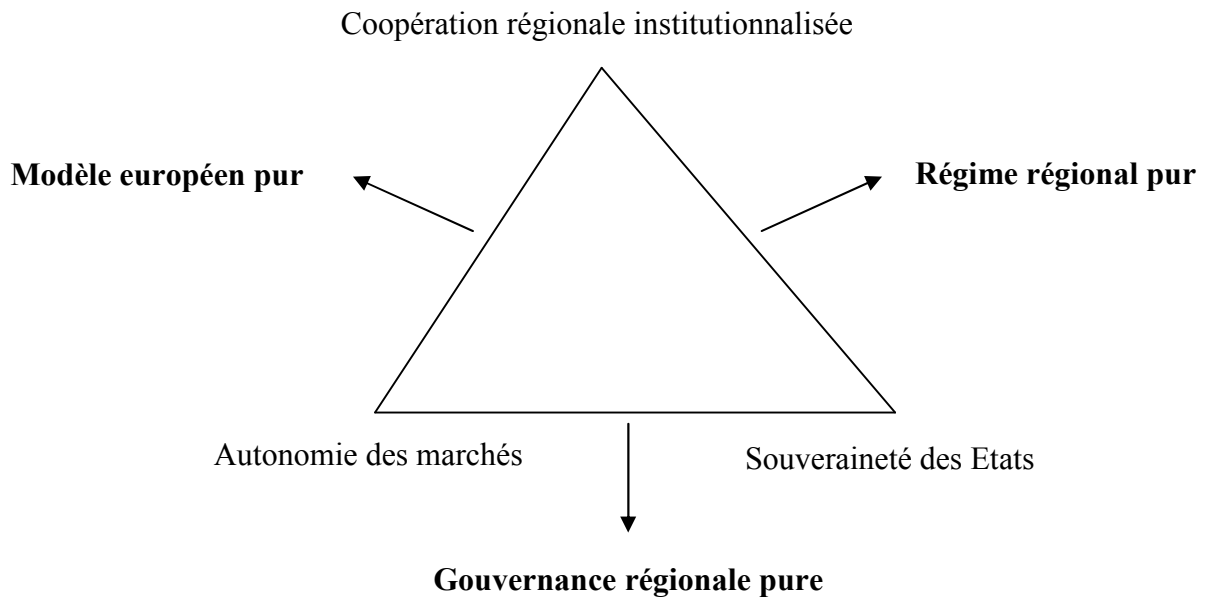 Coopération régionale institutionnalisée
Modèle européen pur
Régime régional pur
Autonomie des marchés
Souveraineté des Etats
Gouvernance régionale pure